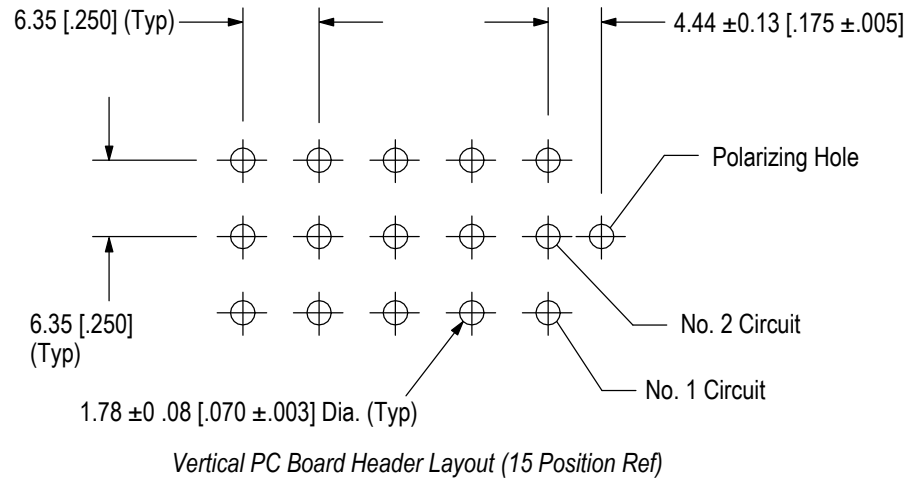 6.35 [.250] (Typ)
4.44 ±0.13 [.175 ±.005]
Polarizing Hole
6.35 [.250]
(Typ)
No. 2 Circuit
No. 1 Circuit
1.78 ±0 .08 [.070 ±.003] Dia. (Typ)
Vertical PC Board Header Layout (15 Position Ref)